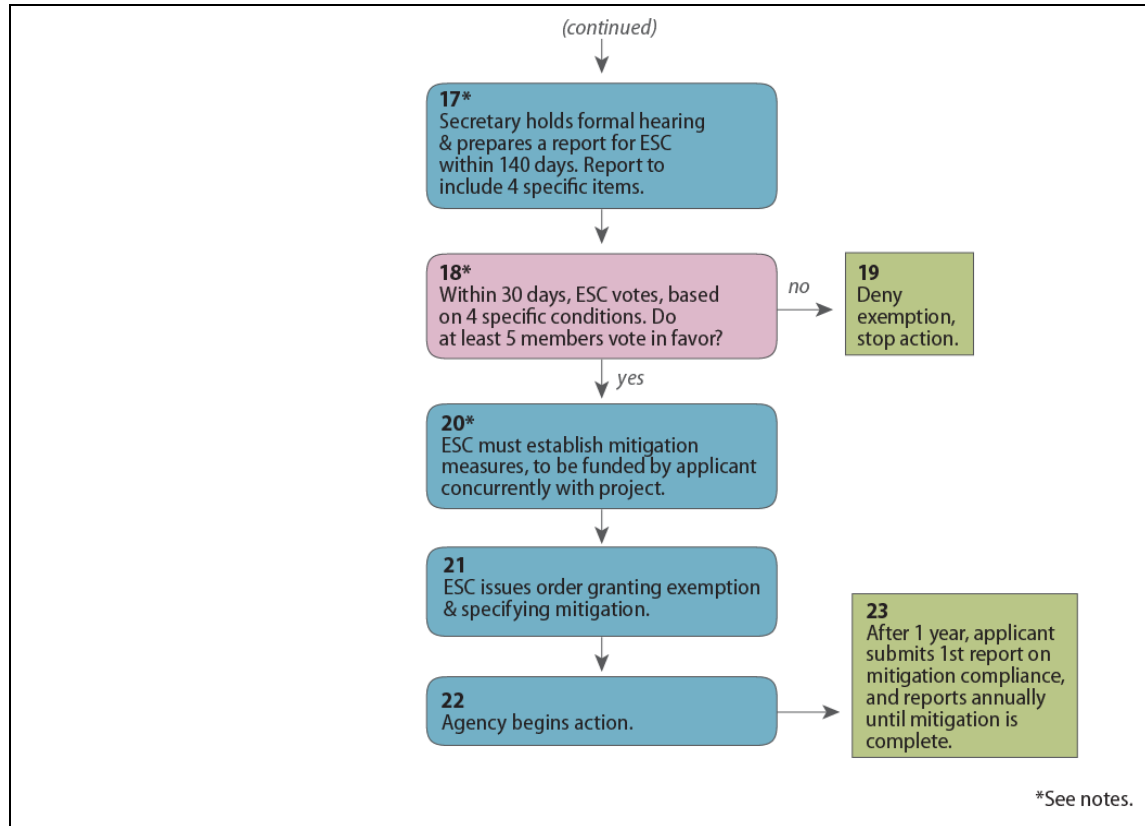 (continued)
17*
Secretary holds formal hearing
& prepares a report for ESC
within 140 days. Report to
include 4 specific items.
18*
Within 30 days, ESC votes, based
on 4 specific conditions. Do
at least 5 members vote in favor?
no
19
Deny
exemption,
stop action.
yes
20*
ESC must establish mitigation
measures, to be funded by applicant
concurrently with project.
21
ESC issues order granting exemption
& specifying mitigation.
22
Agency begins action.
23
After 1 year, applicant
submits 1st report on
mitigation compliance,
and reports annually
until mitigation is
complete.
*See notes.